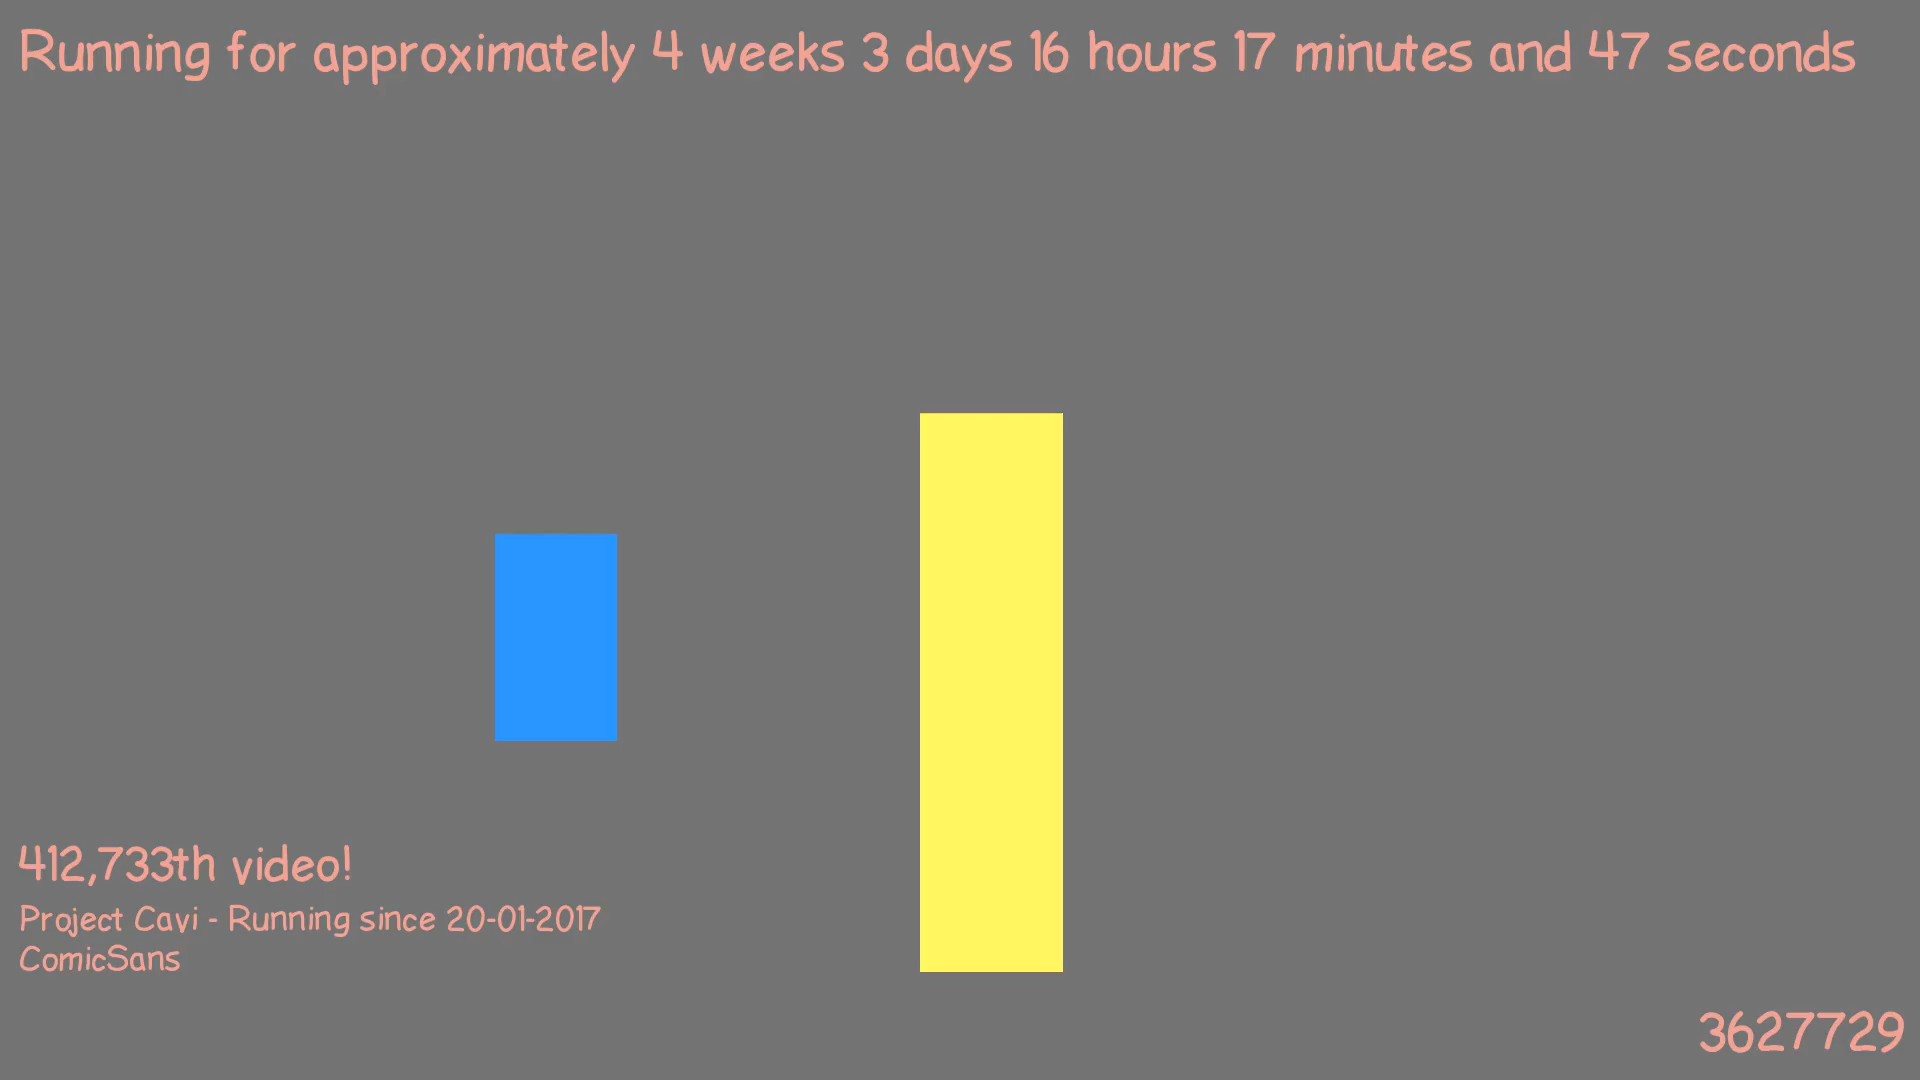 Running for approximately 4 weeks 3 days 16 hours 17 minutes and 47 seconds
412,733th video!
Project Cavi - Running since 20-01-2017
ComicSans
3627729